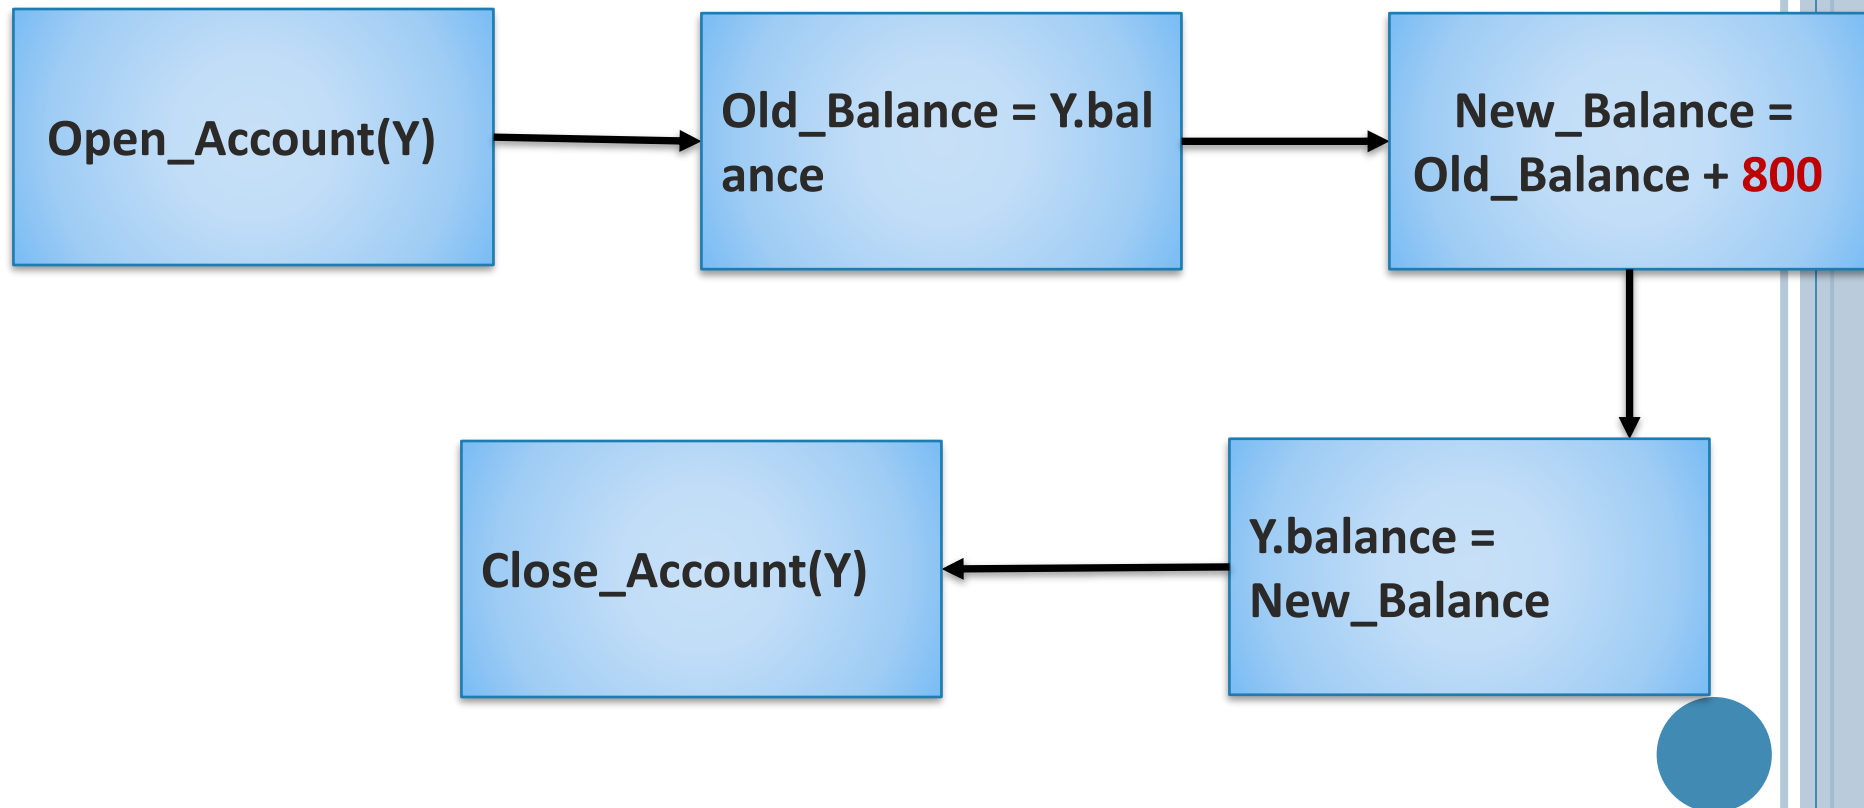 Open_Account(Y)
Old_Balance = Y.bal
ance
New_Balance =
Old_Balance + 800
Y.balance =
New_Balance
Close_Account(Y)